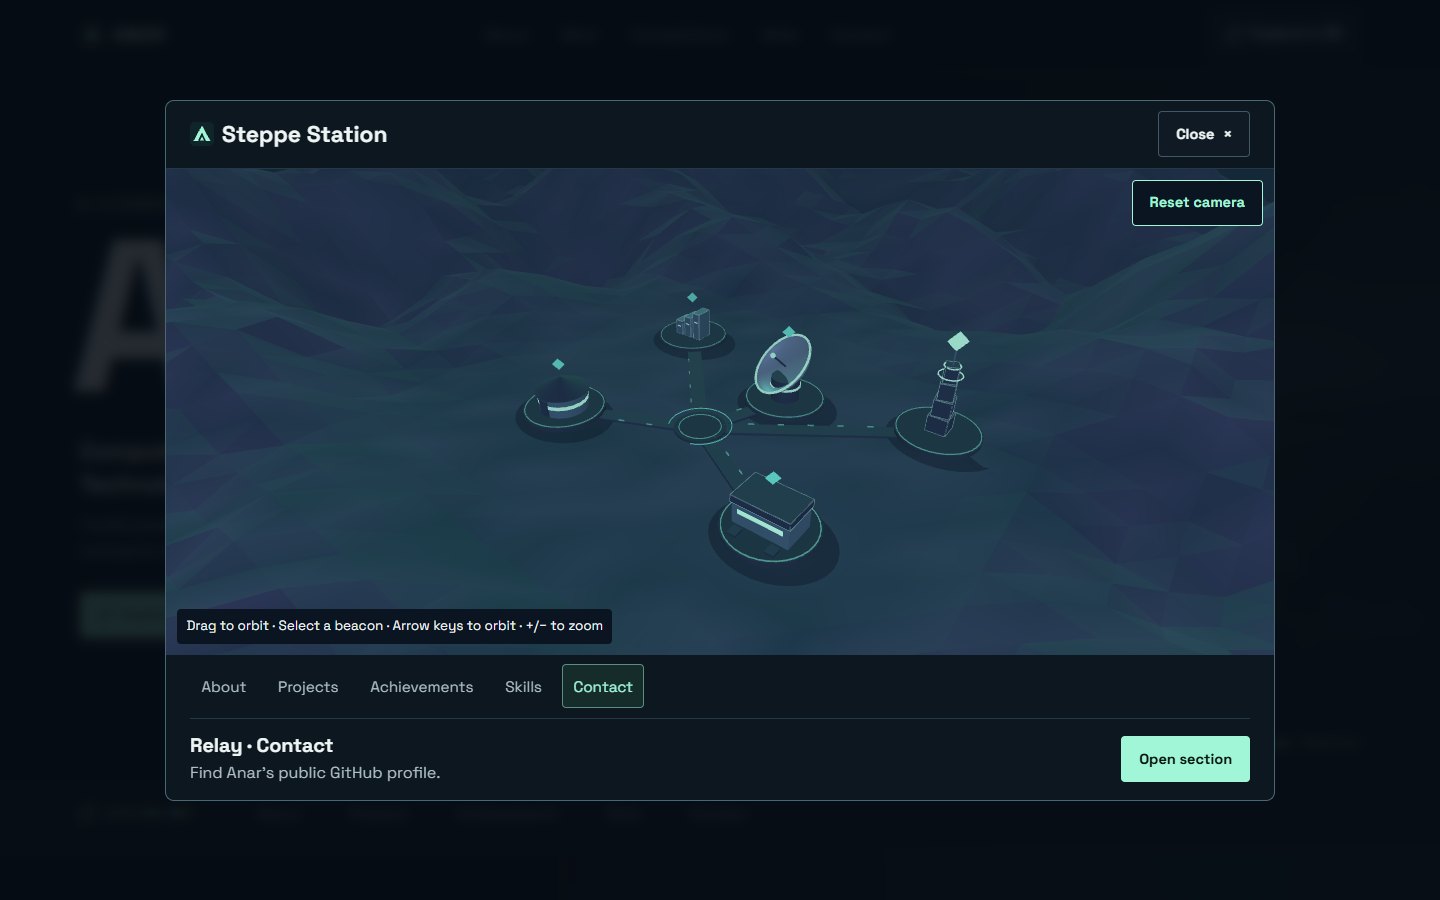 Steppe Station
Close ×
Reset camera
Drag to orbit · Select a beacon · Arrow keys to orbit · +/− to zoom
About
Projects
Achievements
Skills
Contact
Relay · Contact
Find Anar's public GitHub profile.
Open section